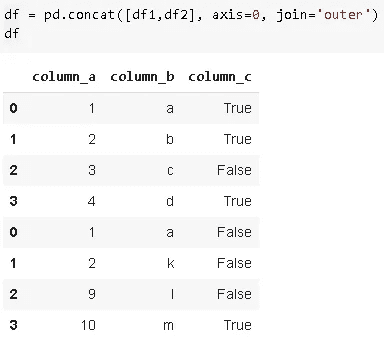 df = pd.concat([df1,df2], axis=0, join='outer')
df
column_a column_b column_c
0 1 a True
1 2 b True
2 3 c False
3 4 d True
0 1 a False
1 2 k False
2 9 l False
3 10 m True